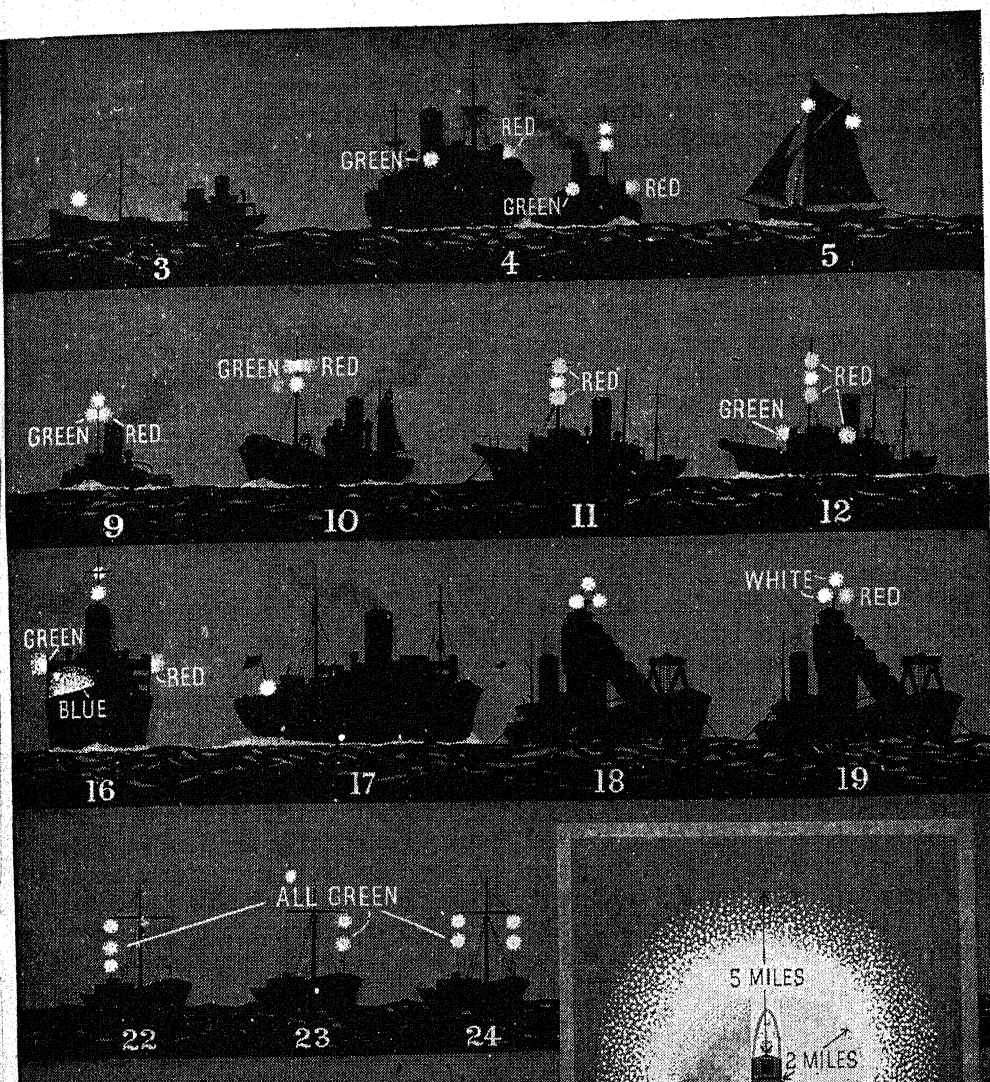 RED
GREEN
RED
GREEN
3
4
5
GREEN RED
RED
RED
GREEN
GREEN RED
9
10
11
12
WHITE
RED
GREEN
RED
BLUE
16
17
18
19
ALL GREEN
5 MILES
22
23
24
2 MILES